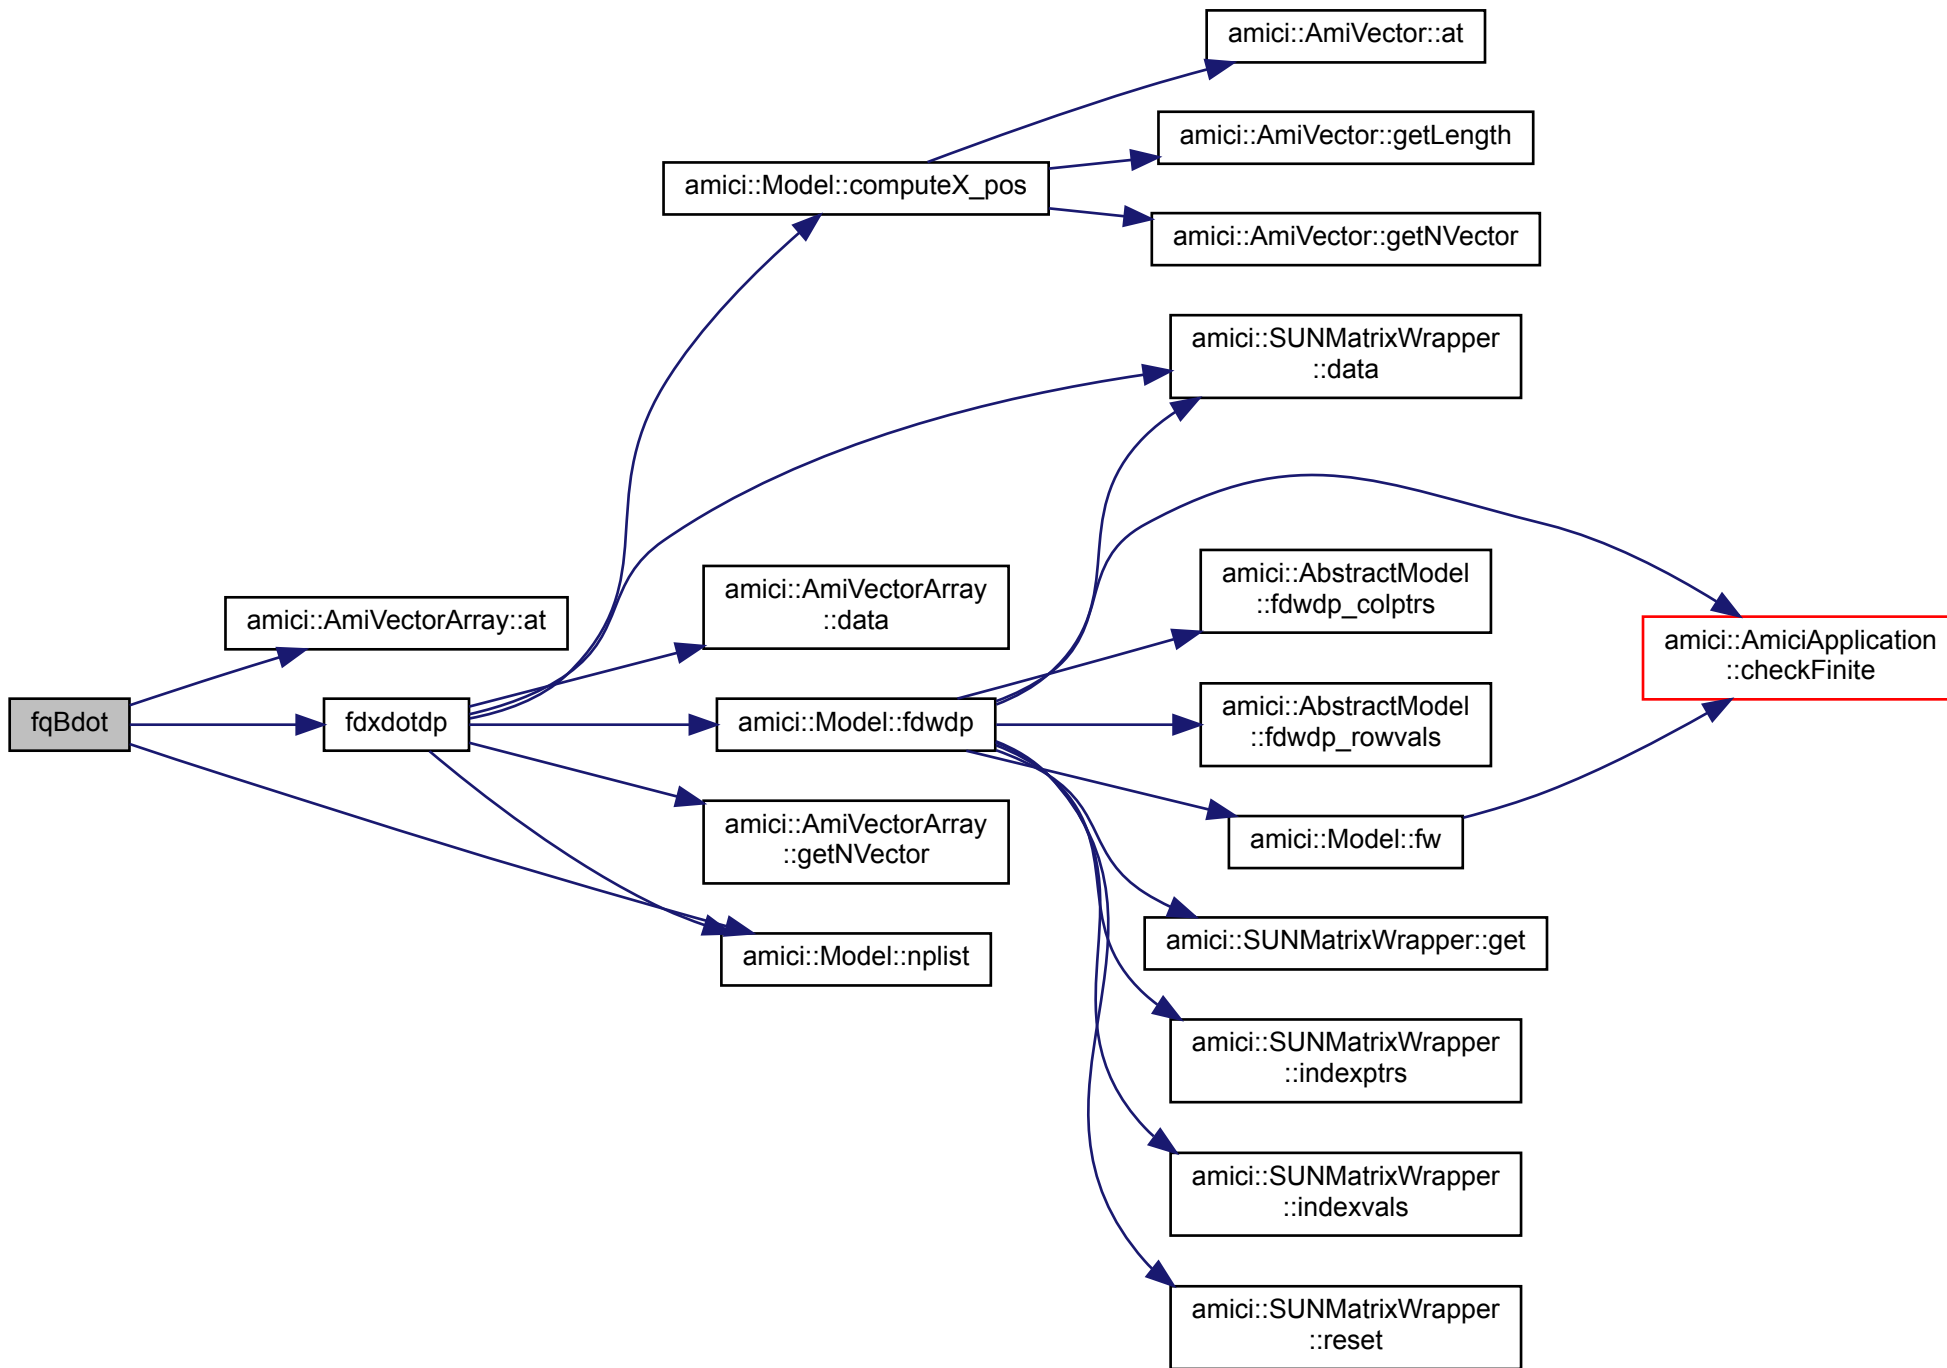 fqBdot
amici::AmiVectorArray::at
fdxdotdp
amici::Model::computeX_pos
amici::AmiVectorArray
::data
amici::Model::fdwdp
amici::AmiVectorArray
::getNVector
amici::Model::nplist
amici::AmiVector::at
amici::AmiVector::getLength
amici::AmiVector::getNVector
amici::SUNMatrixWrapper
::data
amici::AbstractModel
::fdwdp_colptrs
amici::AbstractModel
::fdwdp_rowvals
amici::Model::fw
amici::SUNMatrixWrapper::get
amici::SUNMatrixWrapper
::indexptrs
amici::SUNMatrixWrapper
::indexvals
amici::SUNMatrixWrapper
::reset
amici::AmiciApplication
::checkFinite